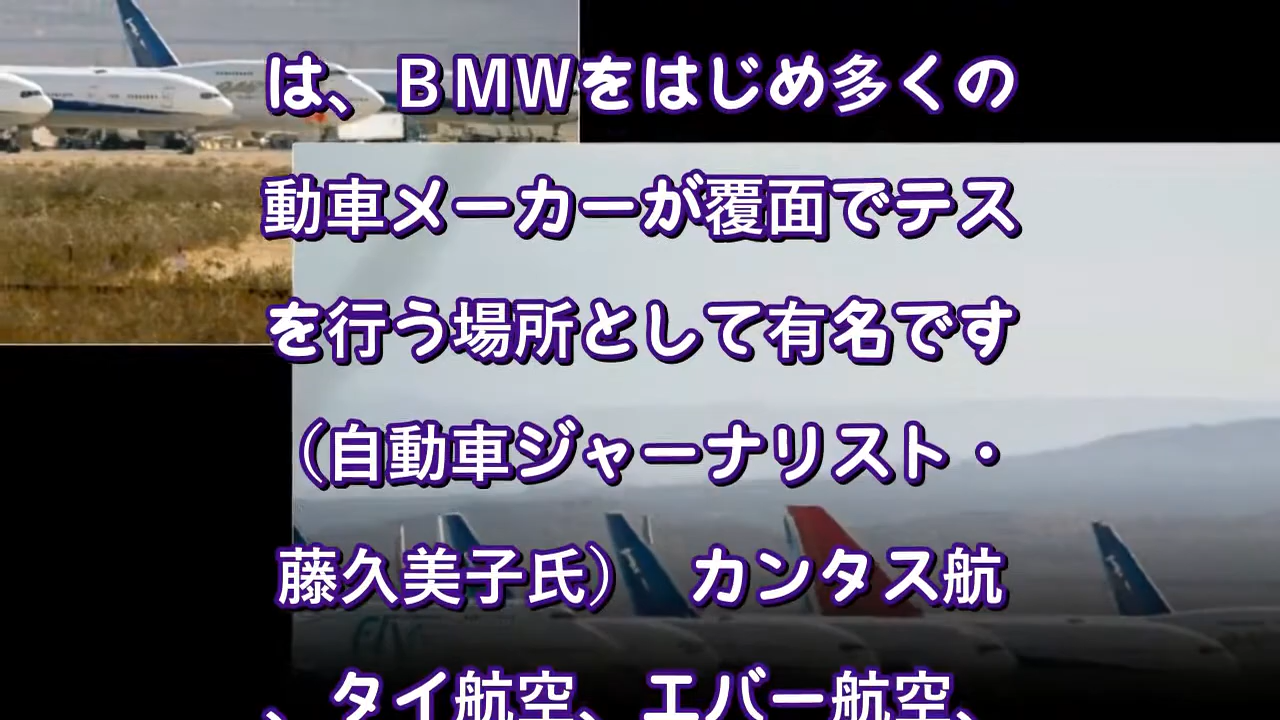 は、ＢＭＷをはじめ多くの
動車メーカーが覆面でテス
を行う場所として有名です
（自動車ジャーナリスト・
藤久美子氏）　カンタス航
、タイ航空、エバー航空、